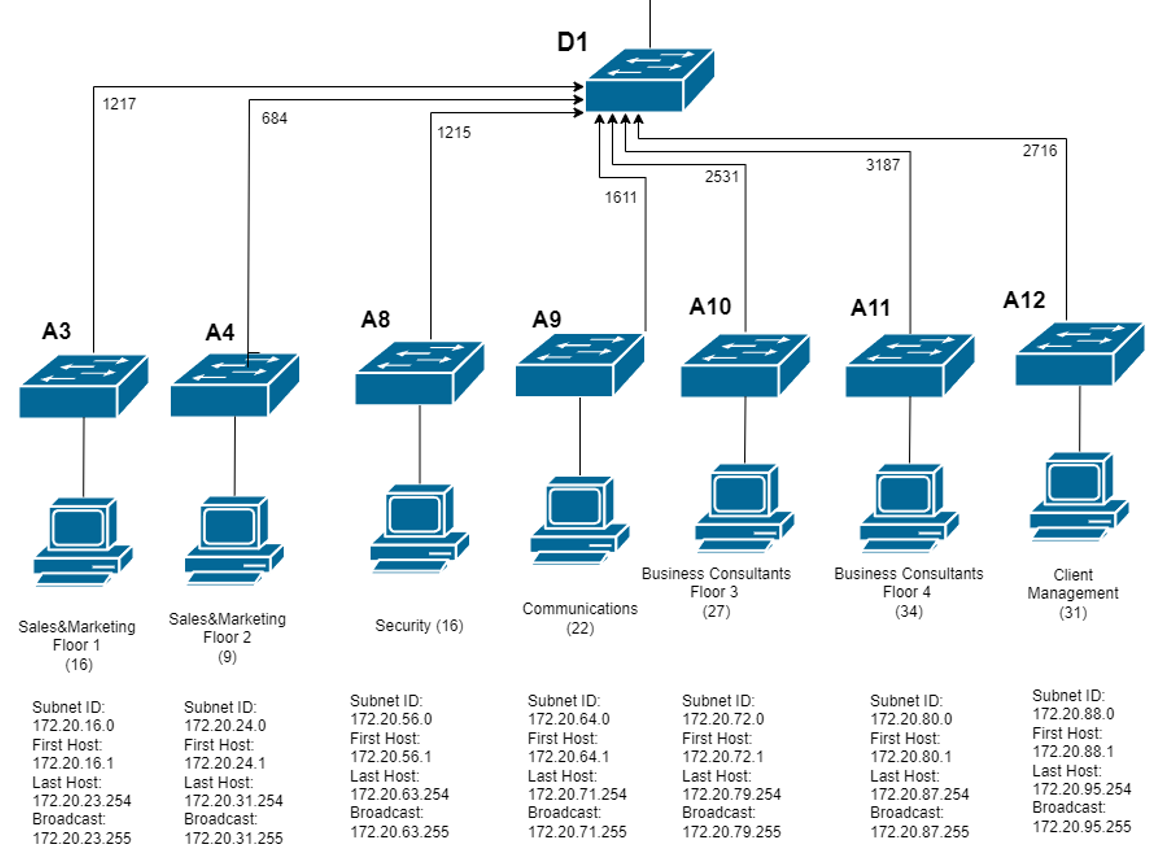 D1
1217
684
1215
1611
2531
3187
2716
A3
A4
A8
A9
A10
A11
A12
Sales&Marketing
Floor 1
(16)
Sales&Marketing
Floor 2
(9)
Security (16)
Communications
(22)
Business Consultants
Floor 3
(27)
Business Consultants
Floor 4
(34)
Client
Management
(31)
Subnet ID:
172.20.16.0
First Host:
172.20.16.1
Last Host:
172.20.23.254
Broadcast:
172.20.23.255
Subnet ID:
172.20.24.0
First Host:
172.20.24.1
Last Host:
172.20.31.254
Broadcast:
172.20.31.255
Subnet ID:
172.20.56.0
First Host:
172.20.56.1
Last Host:
172.20.63.254
Broadcast:
172.20.63.255
Subnet ID:
172.20.64.0
First Host:
172.20.64.1
Last Host:
172.20.71.254
Broadcast:
172.20.71.255
Subnet ID:
172.20.72.0
First Host:
172.20.72.1
Last Host:
172.20.79.254
Broadcast:
172.20.79.255
Subnet ID:
172.20.80.0
First Host:
172.20.80.1
Last Host:
172.20.87.254
Broadcast:
172.20.87.255
Subnet ID:
172.20.88.0
First Host:
172.20.88.1
Last Host:
172.20.95.254
Broadcast:
172.20.95.255